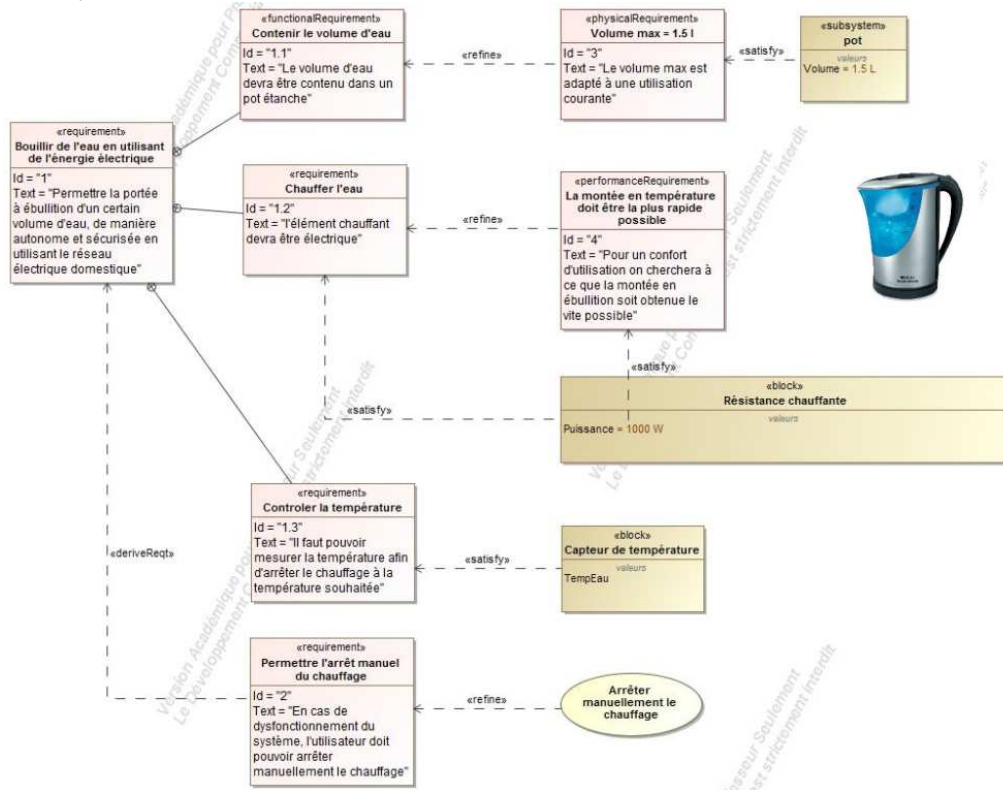 «functionalRequirement»
Contenir le volume d'eau
Id = "1.1"
Text = "Le volume d'eau
devra être contenu dans un
pot étanche"
«refine»
«physicalRequirement»
Volume max = 1.5 l
Id = "3"
Text = "Le volume max est
adapté à une utilisation
courante"
«satisfy»
«subsystem»
pot
valeurs
Volume = 1.5 L
«requirement»
Bouillir de l'eau en utilisant
de l'énergie électrique
Id = "1"
Text = "Permettre la portée
à ébullition d'un certain
volume d'eau, de manière
autonome et sécurisée en
utilisant le réseau
électrique domestique"
«requirement»
Chauffer l'eau
Id = "1.2"
Text = "l'élément chauffant
devra être électrique"
«refine»
«performanceRequirement»
La montée en température
doit être la plus rapide
possible
Id = "4"
Text = "Pour un confort
d'utilisation on cherchera à
ce que la montée en
ébullition soit obtenue le
vite possible"
«satisfy»
«satisfy»
«block»
Résistance chauffante
valeurs
Puissance = 1000 W
«requirement»
Controler la température
Id = "1.3"
Text = "Il faut pouvoir
mesurer la température afin
d'arrêter le chauffage à la
température souhaitée"
«satisfy»
«block»
Capteur de température
valeurs
TempEau
«deriveReqt»
«requirement»
Permettre l'arrêt manuel
du chauffage
Id = "2"
Text = "En cas de
dysfonctionnement du
système, l'utilisateur doit
pouvoir arrêter
manuellement le chauffage"
«refine»
Arrêter
manuellement le
chauffage